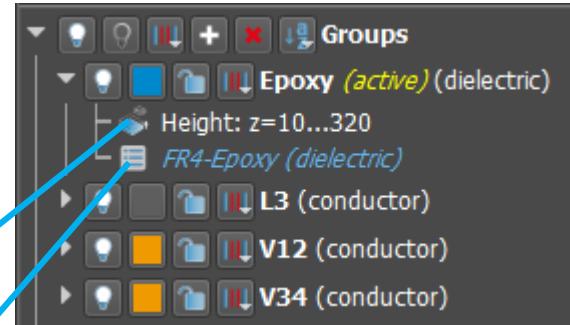 Groups
Epoxy (active) (dielectric)
Height: z=10...320
FR4-Epoxy (dielectric)
L3 (conductor)
V12 (conductor)
V34 (conductor)